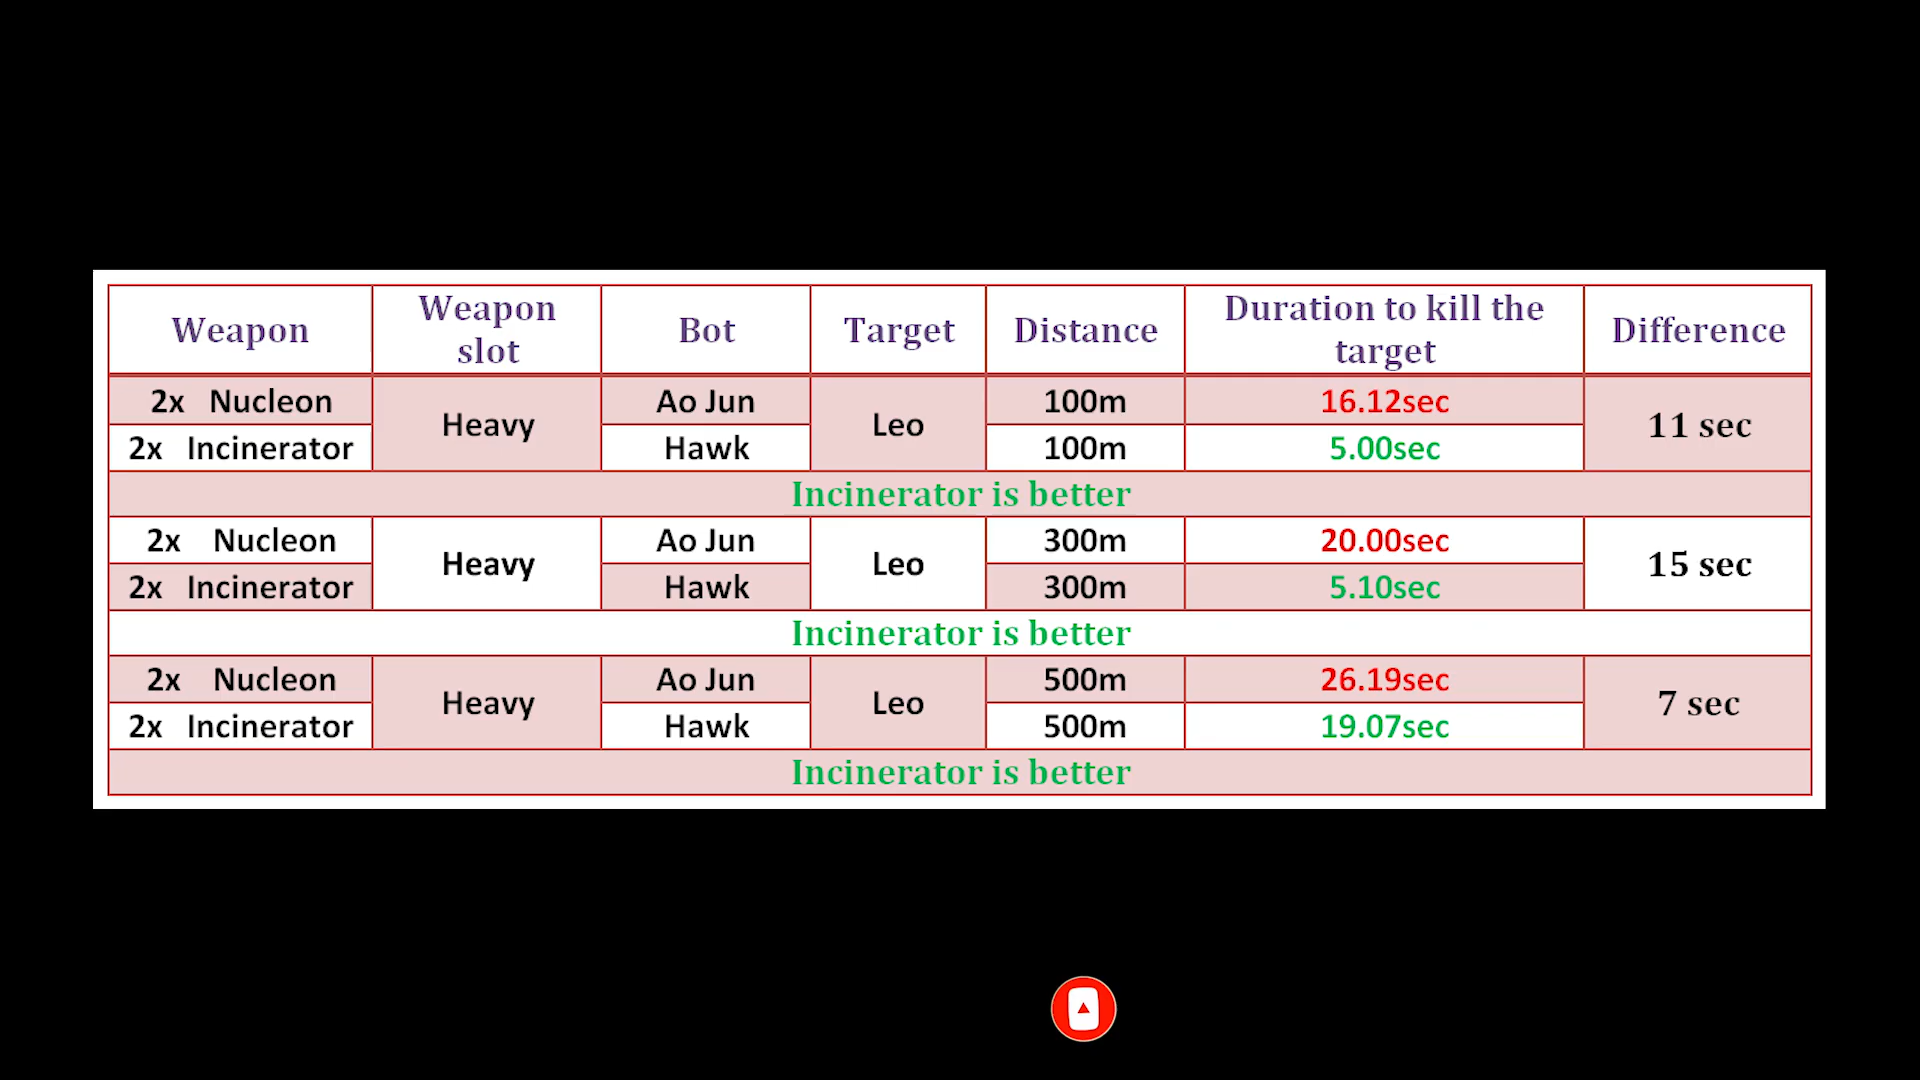 Weapon Weapon slot Bot Target Distance Duration to kill the target Difference
2x Nucleon Heavy Ao Jun Leo 100m 16.12sec 11 sec
2x Incinerator Hawk 100m 5.00sec
Incinerator is better
2x Nucleon Heavy Ao Jun Leo 300m 20.00sec 15 sec
2x Incinerator Hawk 300m 5.10sec
Incinerator is better
2x Nucleon Heavy Ao Jun Leo 500m 26.19sec 7 sec
2x Incinerator Hawk 500m 19.07sec
Incinerator is better